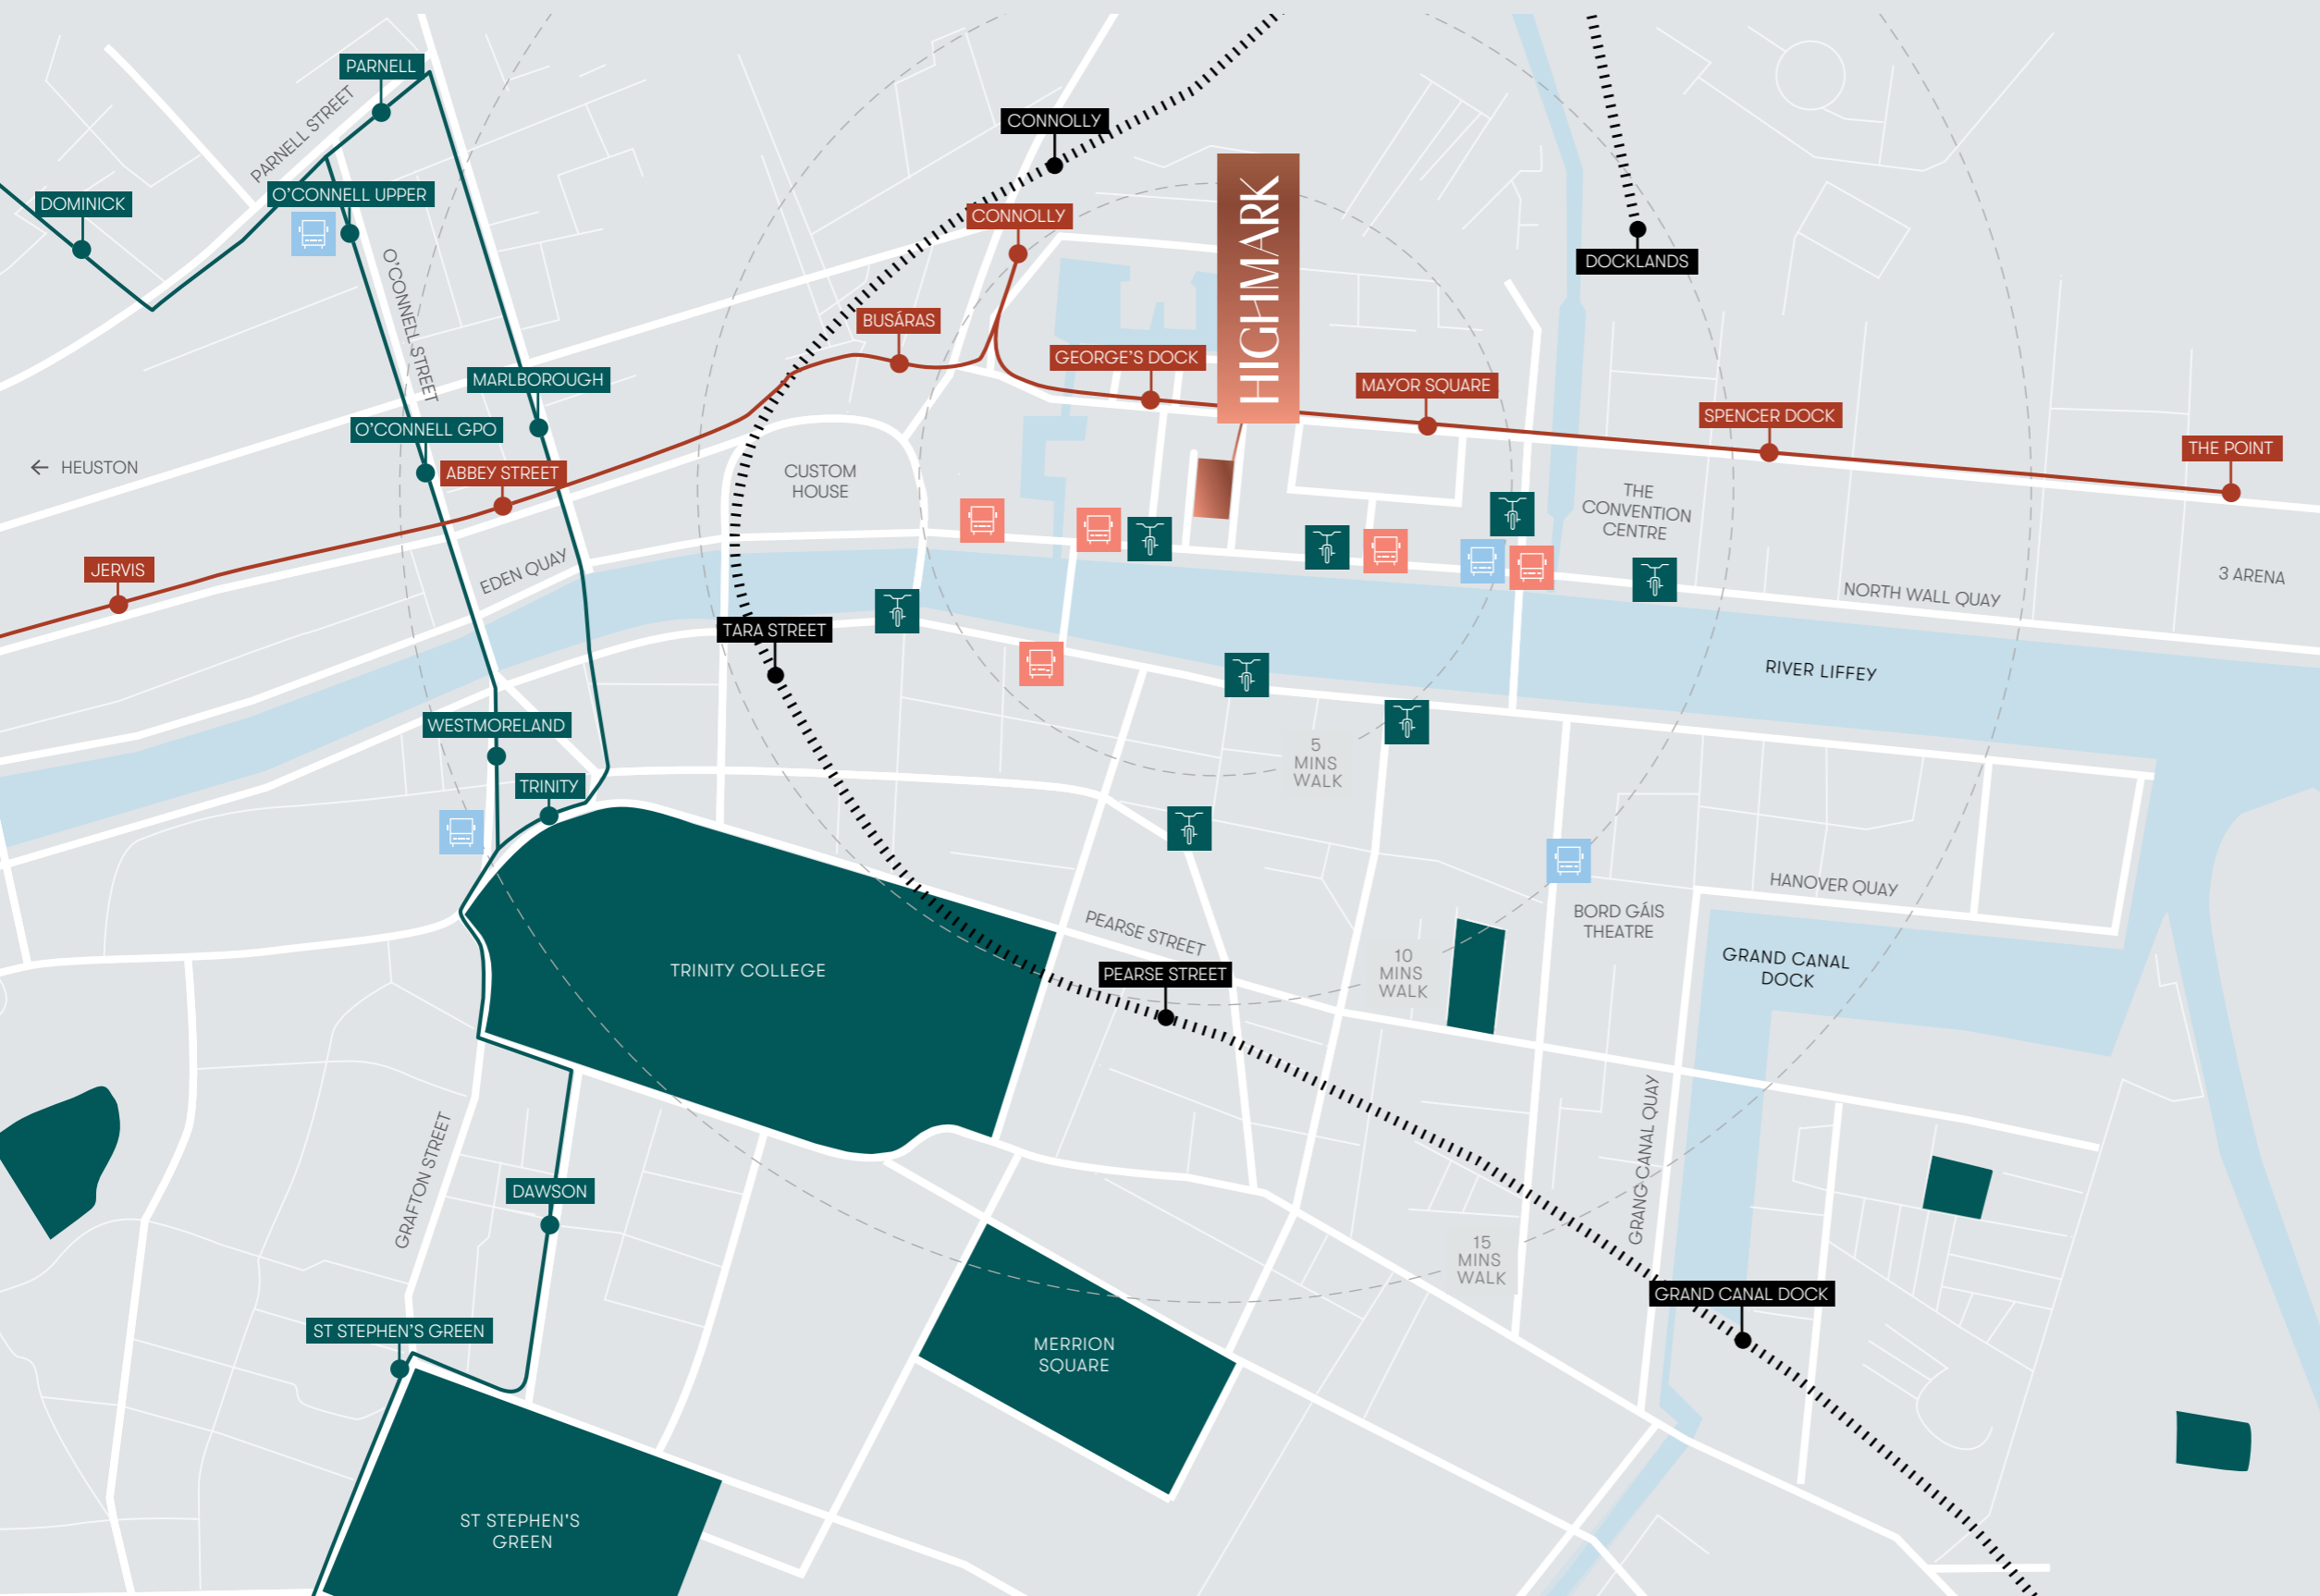 PARNELL
PARNELL STREET
CONNOLLY
DOMINICK
O'CONNELL UPPER
CONNOLLY
HIGHMARK
DOCKLANDS
O'CONNELL STREET
BUSÁRAS
GEORGE'S DOCK
MARLBOROUGH
MAYOR SQUARE
SPENCER DOCK
O'CONNELL GPO
THE POINT
← HEUSTON
ABBEY STREET
CUSTOM
HOUSE
THE
CONVENTION
CENTRE
JERVIS
EDEN QUAY
3 ARENA
NORTH WALL QUAY
TARA STREET
RIVER LIFFEY
WESTMORELAND
5
MINS
WALK
TRINITY
HANOVER QUAY
BORD GÁIS
THEATRE
PEARSE STREET
GRAND CANAL
DOCK
10
MINS
WALK
TRINITY COLLEGE
PEARSE STREET
GRANG CANAL QUAY
GRAFTON STREET
DAWSON
15
MINS
WALK
GRAND CANAL DOCK
ST STEPHEN'S GREEN
MERRION
SQUARE
ST STEPHEN'S
GREEN